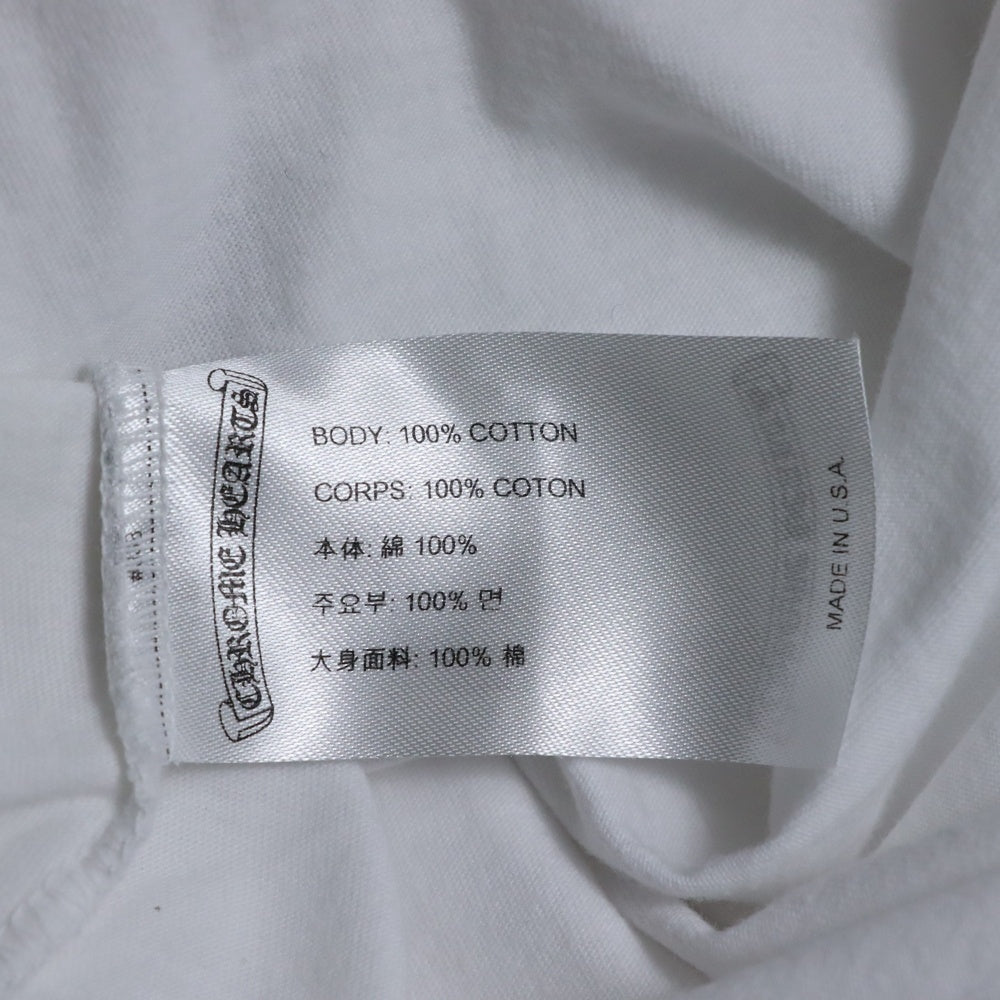 CHROME HEARTS
BODY: 100% COTTON
CORPS: 100% COTON
本体: 綿 100%
주요부: 100% 면
大身面料: 100% 棉
MADE IN U.S.A.